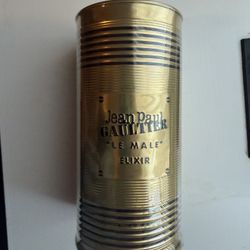 Jean Paul
GAULTIER
"LE MALE"
ELIXIR